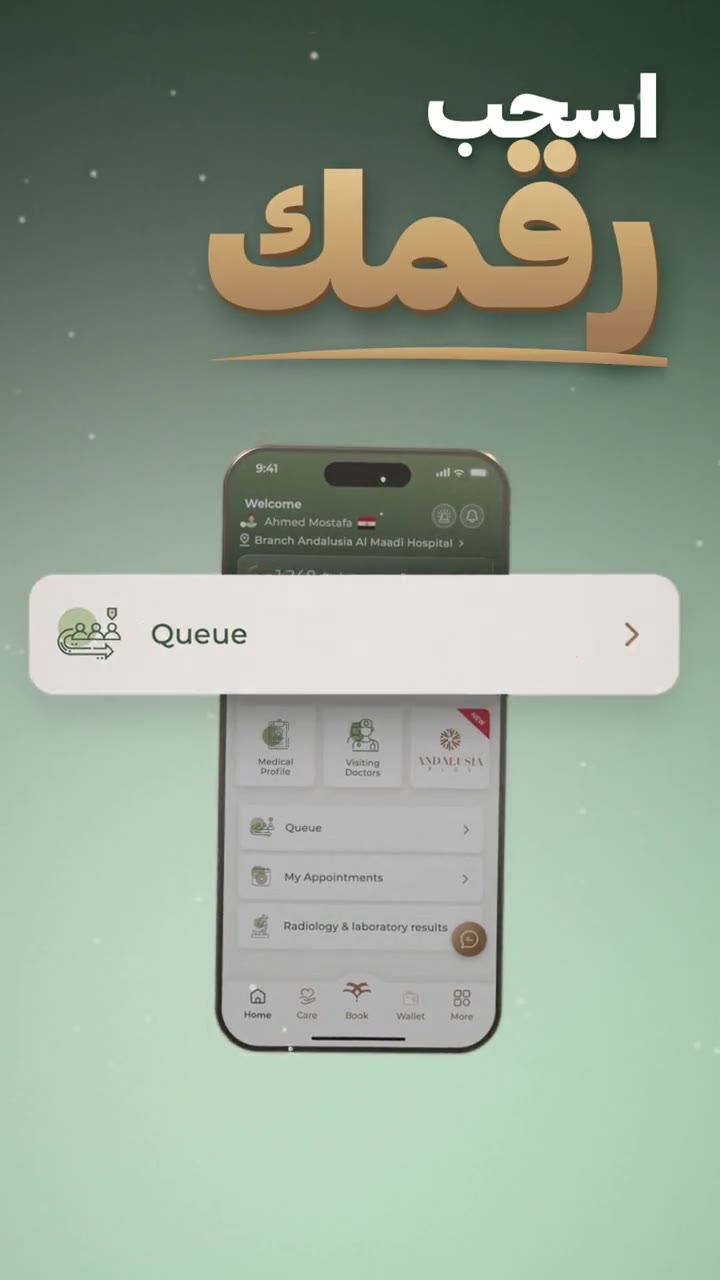 اسحب
رقمك
9:41
Welcome
Ahmed Mostafa
Branch Andalusia Al Maadi Hospital
Queue
NEW
Medical Profile
Visiting Doctors
ANDALUSIA
PLUS
Queue
My Appointments
Radiology & laboratory results
Home
Care
Book
Wallet
More